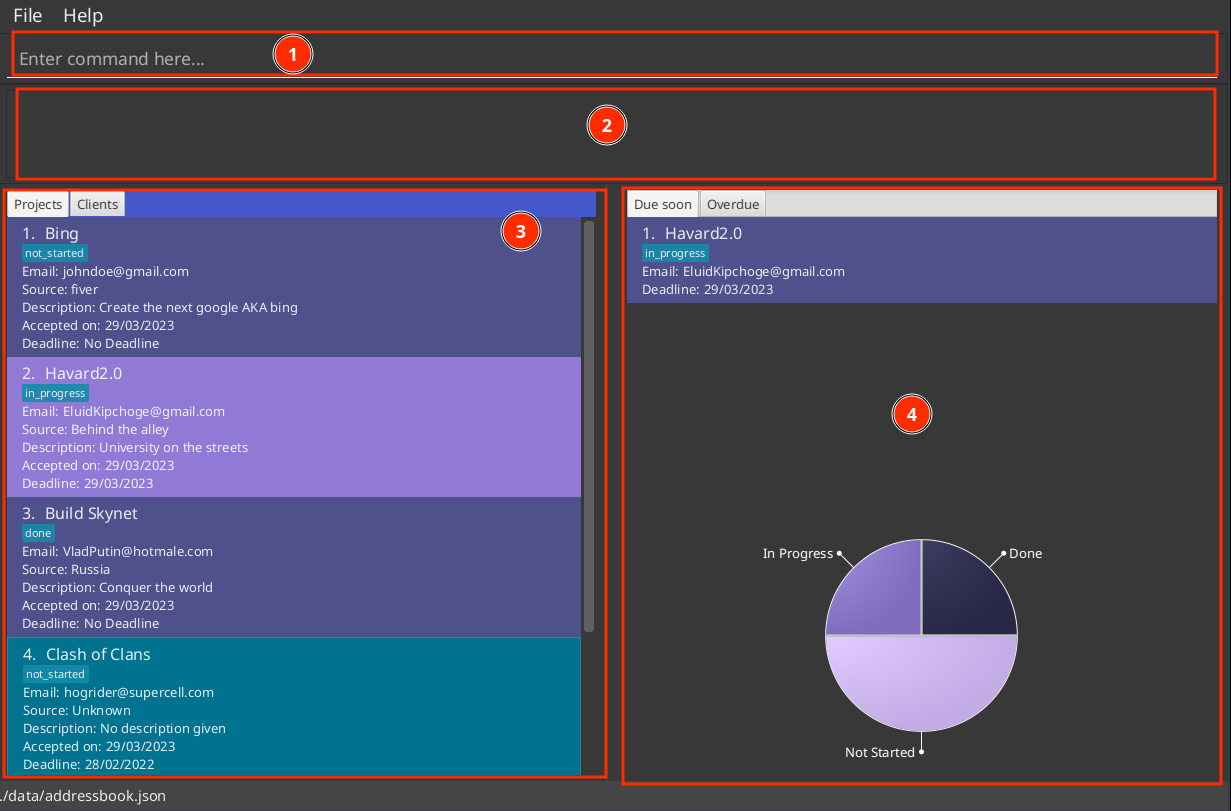 File Help
Enter command here...
1
2
Projects Clients
3
1. Bing
not_started
Email: johndoe@gmail.com
Source: fiver
Description: Create the next google AKA bing
Accepted on: 29/03/2023
Deadline: No Deadline
2. Havard2.0
in_progress
Email: EluidKipchoge@gmail.com
Source: Behind the alley
Description: University on the streets
Accepted on: 29/03/2023
Deadline: 29/03/2023
3. Build Skynet
done
Email: VladPutin@hotmale.com
Source: Russia
Description: Conquer the world
Accepted on: 29/03/2023
Deadline: No Deadline
4. Clash of Clans
not_started
Email: hogrider@supercell.com
Source: Unknown
Description: No description given
Accepted on: 29/03/2023
Deadline: 28/02/2022
Due soon Overdue
1. Havard2.0
in_progress
Email: EluidKipchoge@gmail.com
Deadline: 29/03/2023
4
In Progress
Done
Not Started
./data/addressbook.json